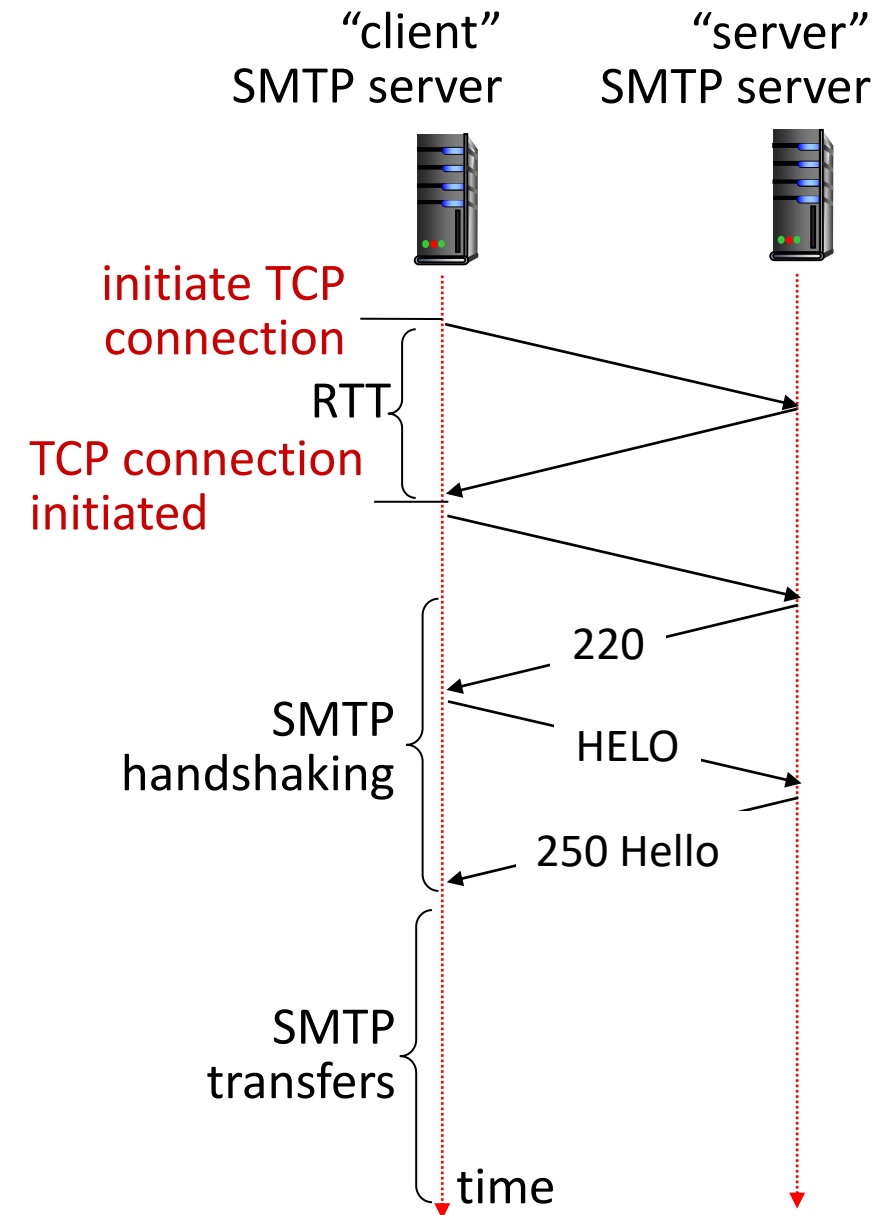 “client”
SMTP server
“server”
SMTP server
initiate TCP
connection
RTT
TCP connection
initiated
220
SMTP
handshaking
HELO
250 Hello
SMTP
transfers
time